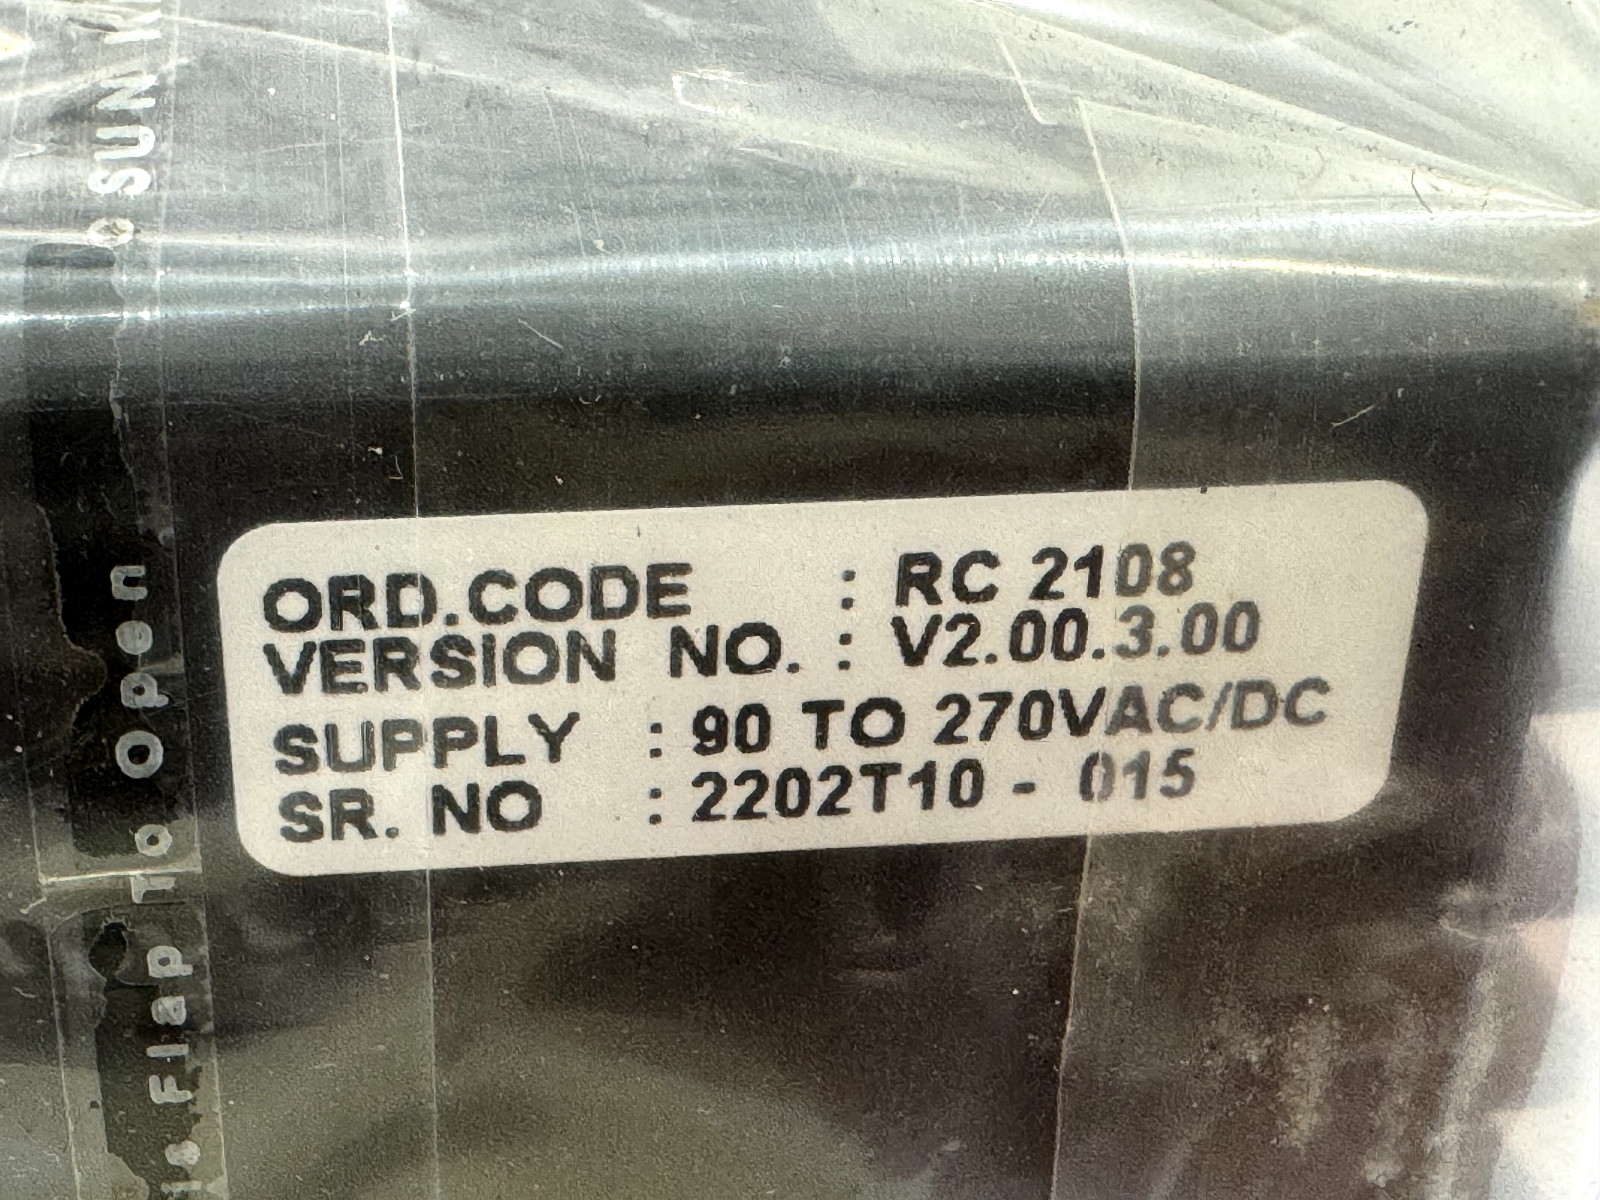 ORD.CODE : RC 2108
VERSION NO. : V2.00.3.00
SUPPLY : 90 TO 270VAC/DC
SR. NO : 2202T10 - 015
Flap To Open